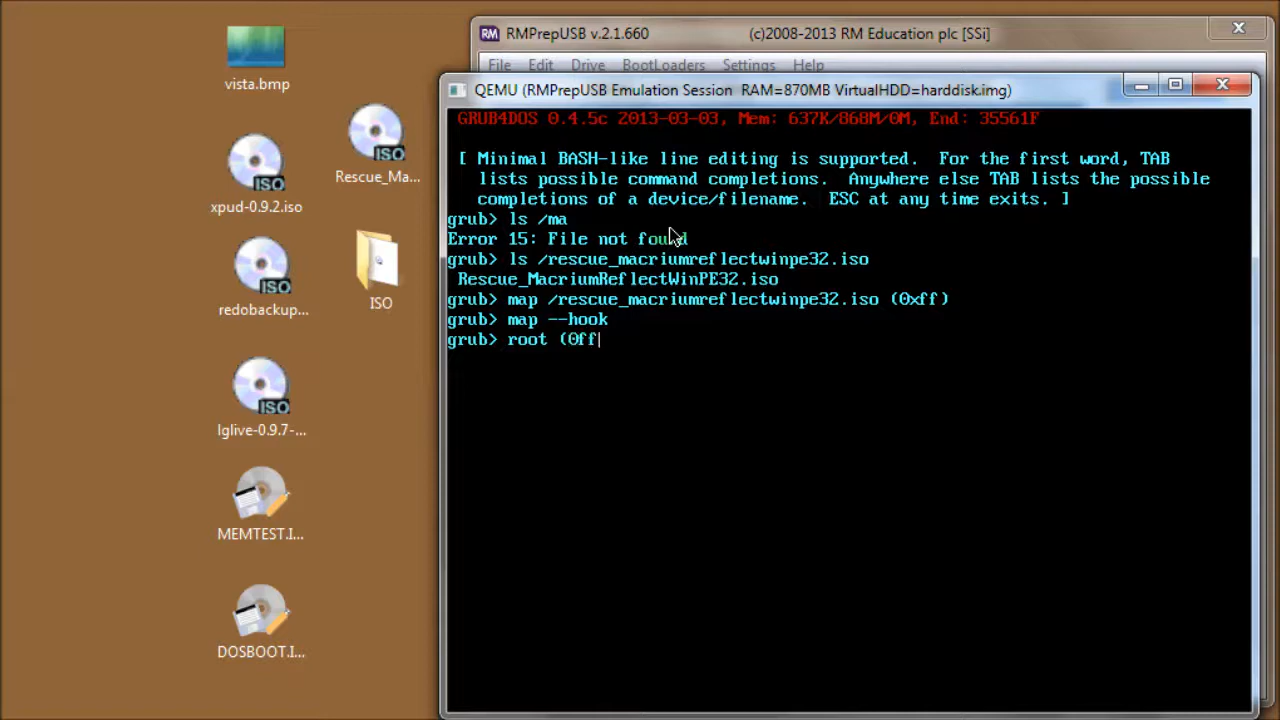 vista.bmp
xpud-0.9.2.iso
redobackup...
lglive-0.9.7-...
MEMTEST.I...
DOSBOOT.I...
Rescue_Ma...
ISO
RMPrepUSB v.2.1.660 (c)2008-2013 RM Education plc [SSi]
File Edit Drive BootLoaders Settings Help
QEMU (RMPrepUSB Emulation Session RAM=870MB VirtualHDD=harddisk.img)
GRUB4DOS 0.4.5c 2013-03-03, Mem: 637K/868M/0M, End: 35561F
[ Minimal BASH-like line editing is supported. For the first word, TAB
lists possible command completions. Anywhere else TAB lists the possible
completions of a device/filename. ESC at any time exits. ]
grub> ls /ma
Error 15: File not found
grub> ls /rescue_macriumreflectwinpe32.iso
Rescue_MacriumReflectWinPE32.iso
grub> map /rescue_macriumreflectwinpe32.iso (0xff)
grub> map --hook
grub> root (0ff